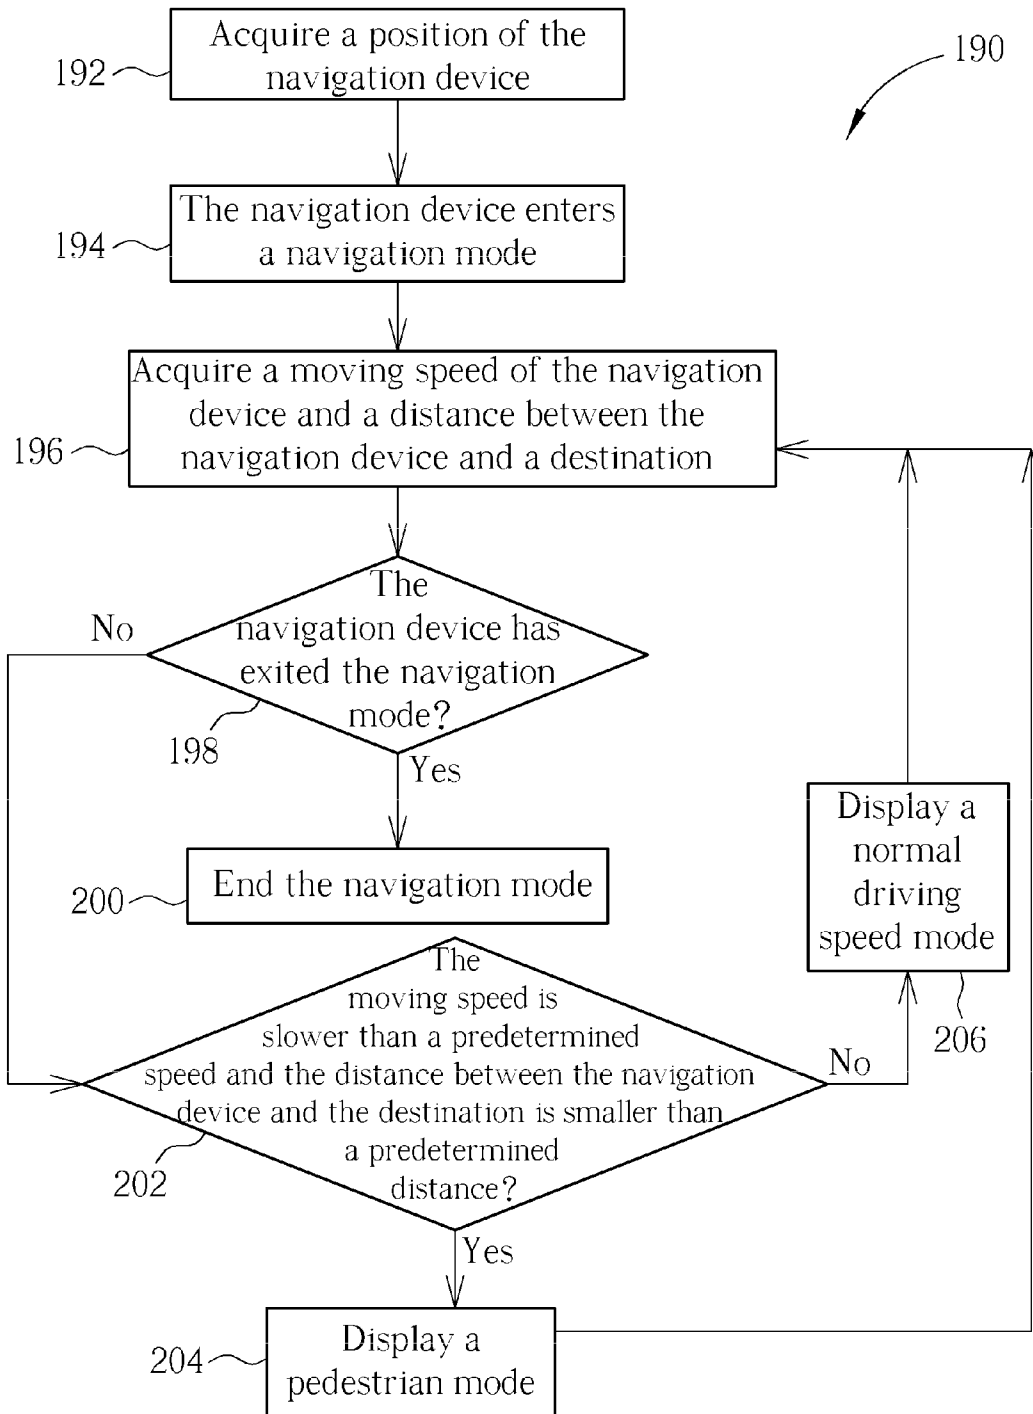 Acquire a position of the
navigation device
192
190
The navigation device enters
a navigation mode
194
Acquire a moving speed of the navigation
device and a distance between the
navigation device and a destination
196
The
navigation device has
exited the navigation
mode?
No
198
Yes
End the navigation mode
200
Display a
normal
driving
speed mode
206
The
moving speed is
slower than a predetermined
speed and the distance between the navigation
device and the destination is smaller than
a predetermined
distance?
No
202
Yes
Display a
pedestrian mode
204